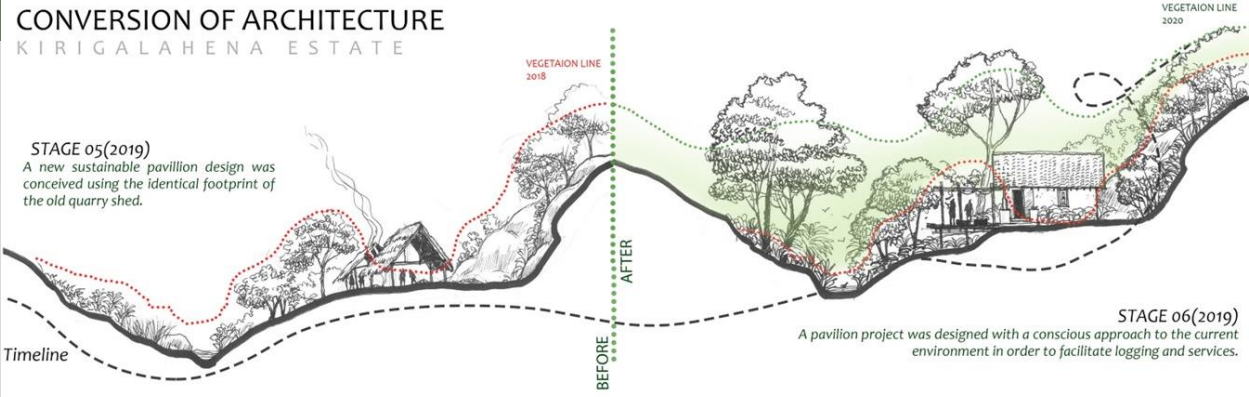 CONVERSION OF ARCHITECTURE
KIRIGALAHENA ESTATE
VEGETAION LINE
2018
STAGE 05(2019)
A new sustainable pavillion design was
conceived using the identical footprint of
the old quarry shed.
Timeline
BEFORE
AFTER
VEGETAION LINE
2020
STAGE 06(2019)
A pavilion project was designed with a conscious approach to the current
environment in order to facilitate logging and services.